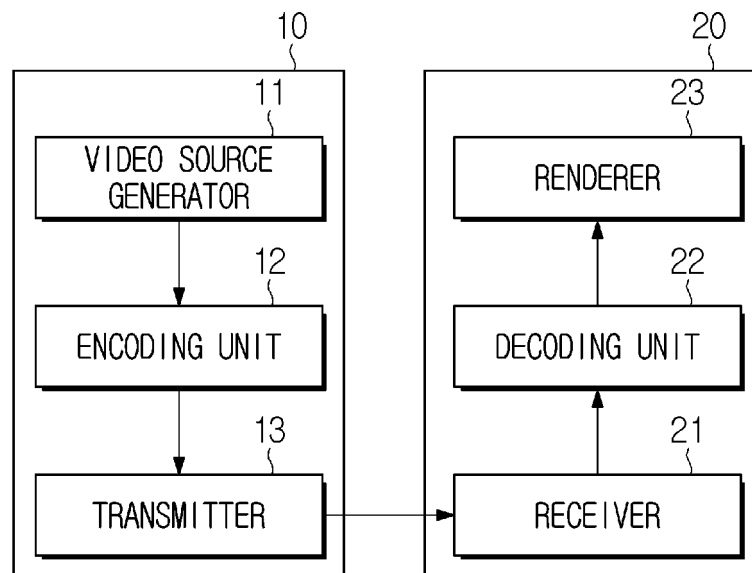 10
20
11
VIDEO SOURCE
GENERATOR
23
RENDERER
12
ENCODING UNIT
22
DECODING UNIT
13
TRANSMITTER
21
RECEIVER